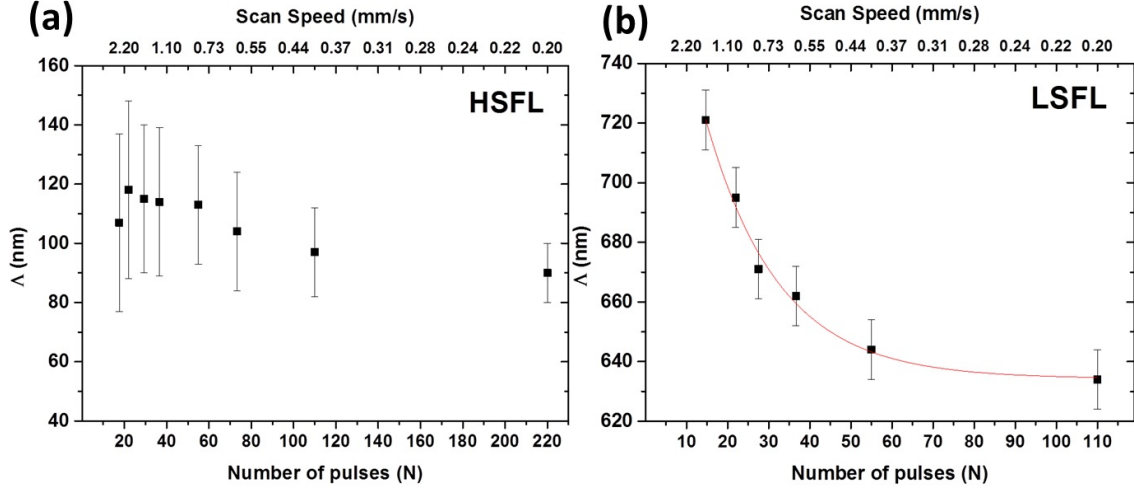 (a)
Scan Speed (mm/s)
2.20 1.10 0.73 0.55 0.44 0.37 0.31 0.28 0.24 0.22 0.20
HSFL
160
140
120
100
80
60
40
Λ (nm)
20 40 60 80 100 120 140 160 180 200 220
Number of pulses (N)
(b)
Scan Speed (mm/s)
2.20 1.10 0.73 0.55 0.44 0.37 0.31 0.28 0.24 0.22 0.20
LSFL
740
720
700
680
660
640
620
Λ (nm)
10 20 30 40 50 60 70 80 90 100 110
Number of pulses (N)